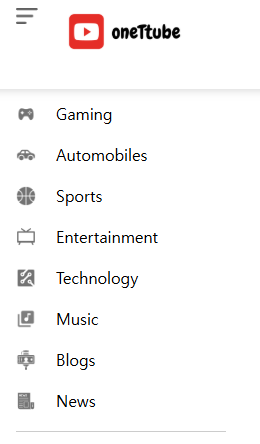 oneTtube
Gaming
Automobiles
Sports
Entertainment
Technology
Music
Blogs
News